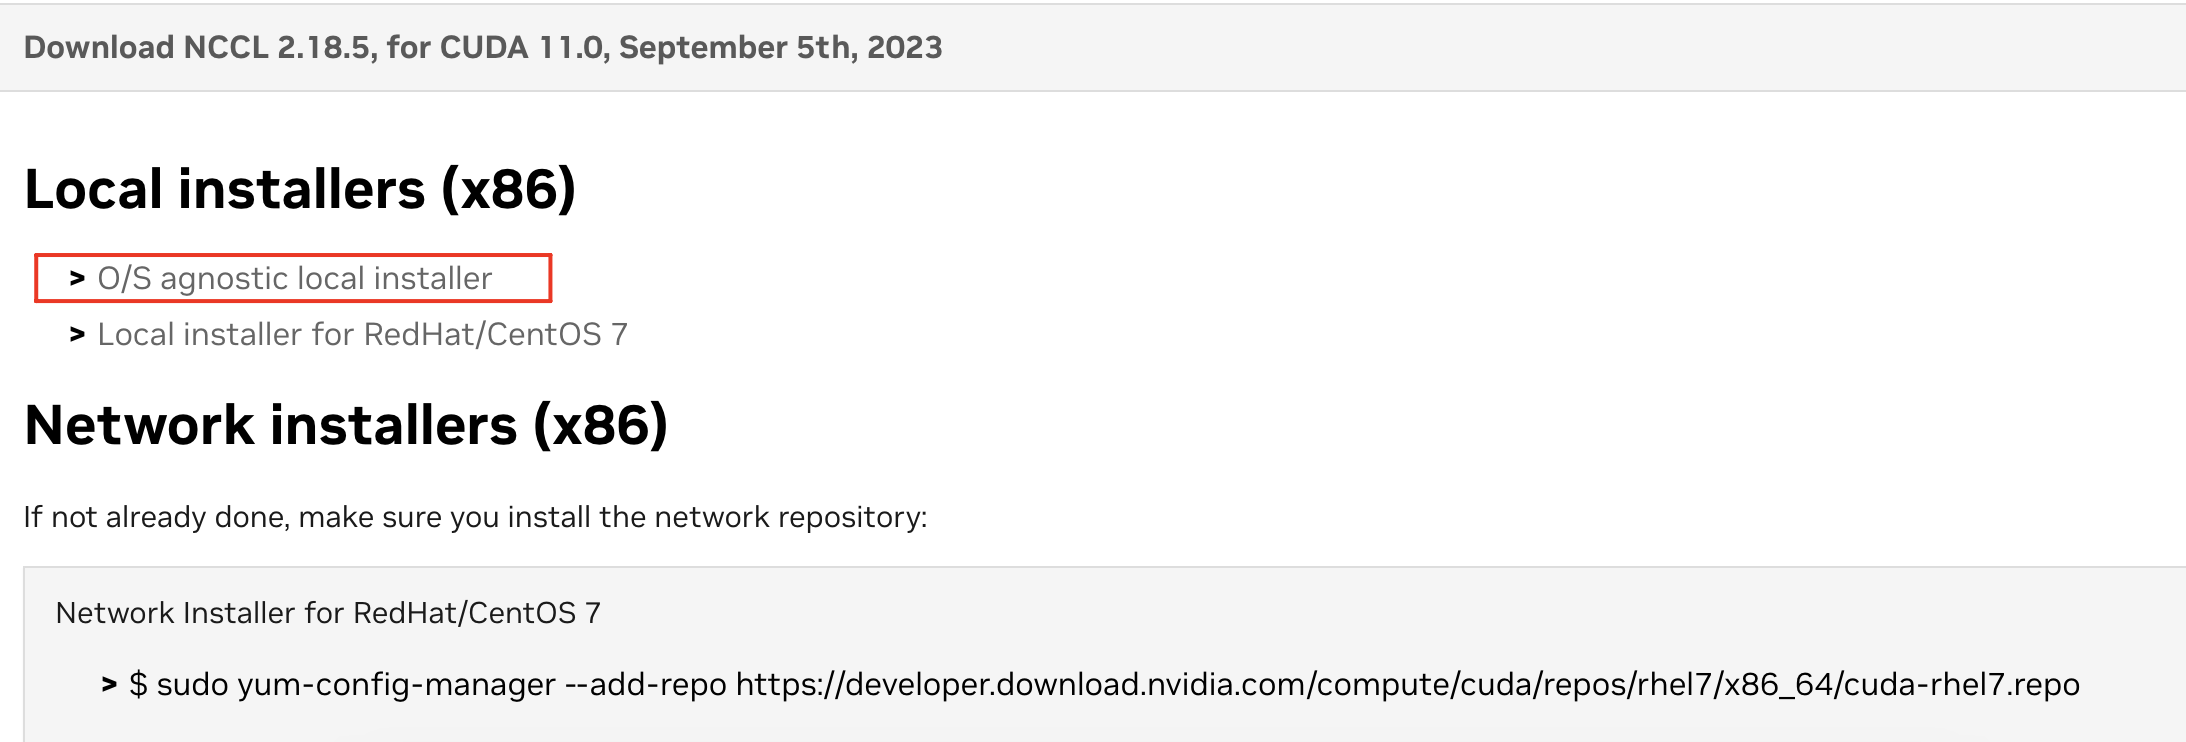 Download NCCL 2.18.5, for CUDA 11.0, September 5th, 2023
Local installers (x86)
> O/S agnostic local installer
> Local installer for RedHat/CentOS 7
Network installers (x86)
If not already done, make sure you install the network repository:
Network Installer for RedHat/CentOS 7
> $ sudo yum-config-manager --add-repo https://developer.download.nvidia.com/compute/cuda/repos/rhel7/x86_64/cuda-rhel7.repo